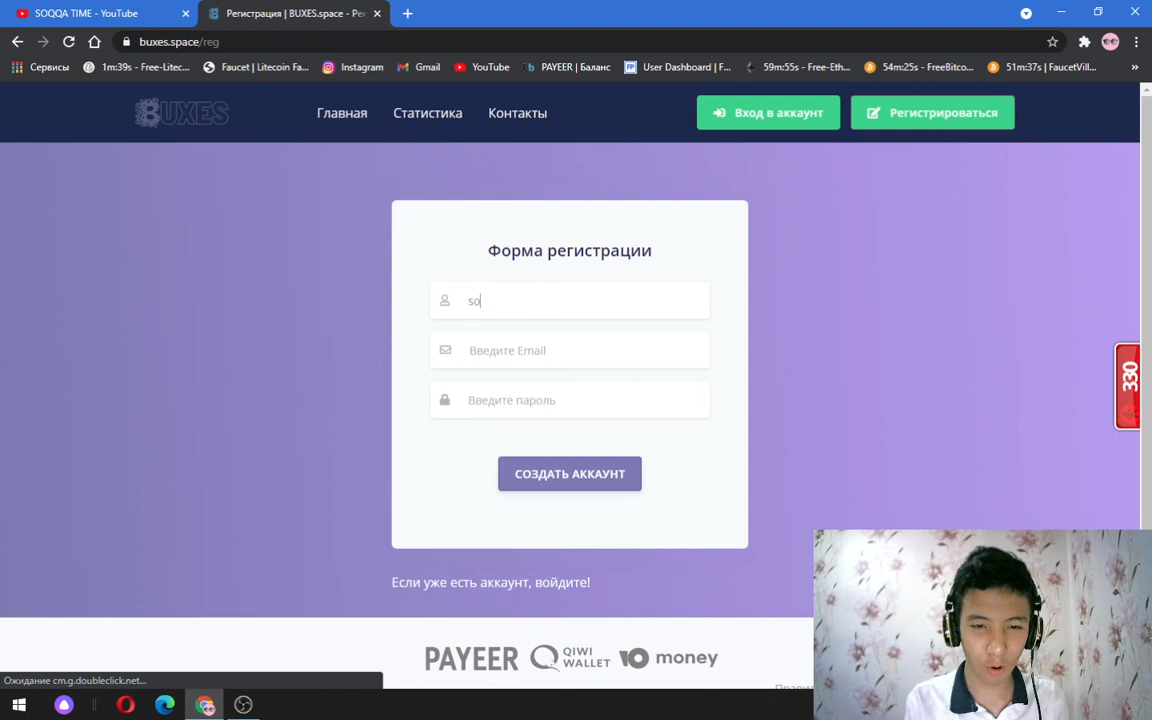 SOQQA TIME - YouTube
Регистрация | BUXES.space - Ре
buxes.space/reg
Сервисы
1m:39s - Free-Litec...
Faucet | Litecoin Fa...
Instagram
Gmail
YouTube
PAYEER | Баланс
User Dashboard | F...
59m:55s - Free-Eth...
54m:25s - FreeBitco...
51m:37s | FaucetVill...
BUXES
Главная
Статистика
Контакты
Вход в аккаунт
Регистрироваться
Форма регистрации
so
Введите Email
Введите пароль
330
СОЗДАТЬ АККАУНТ
Если уже есть аккаунт, войдите!
PAYEER
QIWI
WALLET
Ю money
Ожидание cm.g.doubleclick.net...